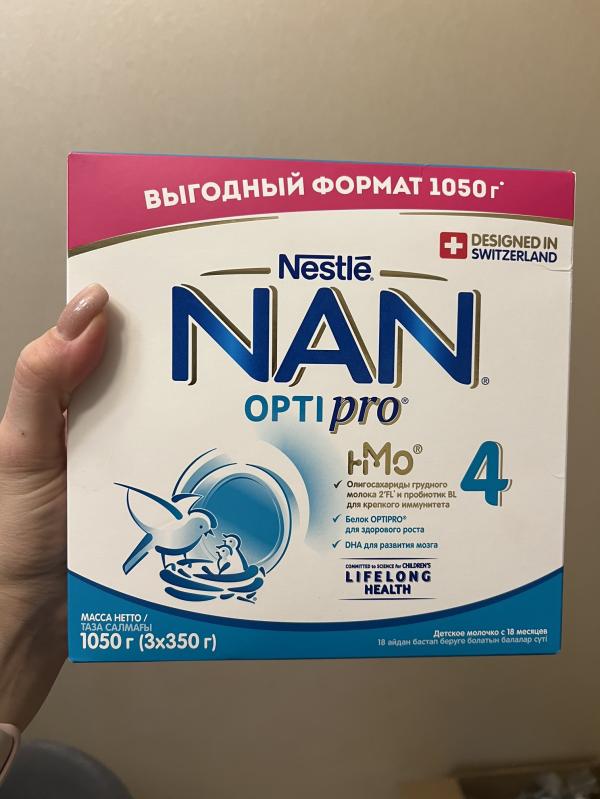 ВЫГОДНЫЙ ФОРМАТ 1050 г*
DESIGNED IN
SWITZERLAND
Nestlé®
NAN®
OPTI pro®
HMO®
4
✓ Олигосахариды грудного
молока 2'FL* и пробиотик BL
для крепкого иммунитета
✓ Белок OPTIPRO®
для здорового роста
✓ DHA для развития мозга
COMMITTED to SCIENCE for CHILDREN'S
LIFELONG
HEALTH
МАССА НЕТТО /
ТАЗА САЛМАҒЫ
1050 г (3x350 г)
Детское молочко с 18 месяцев
18 айдан бастап беруге болатын балалар сүті